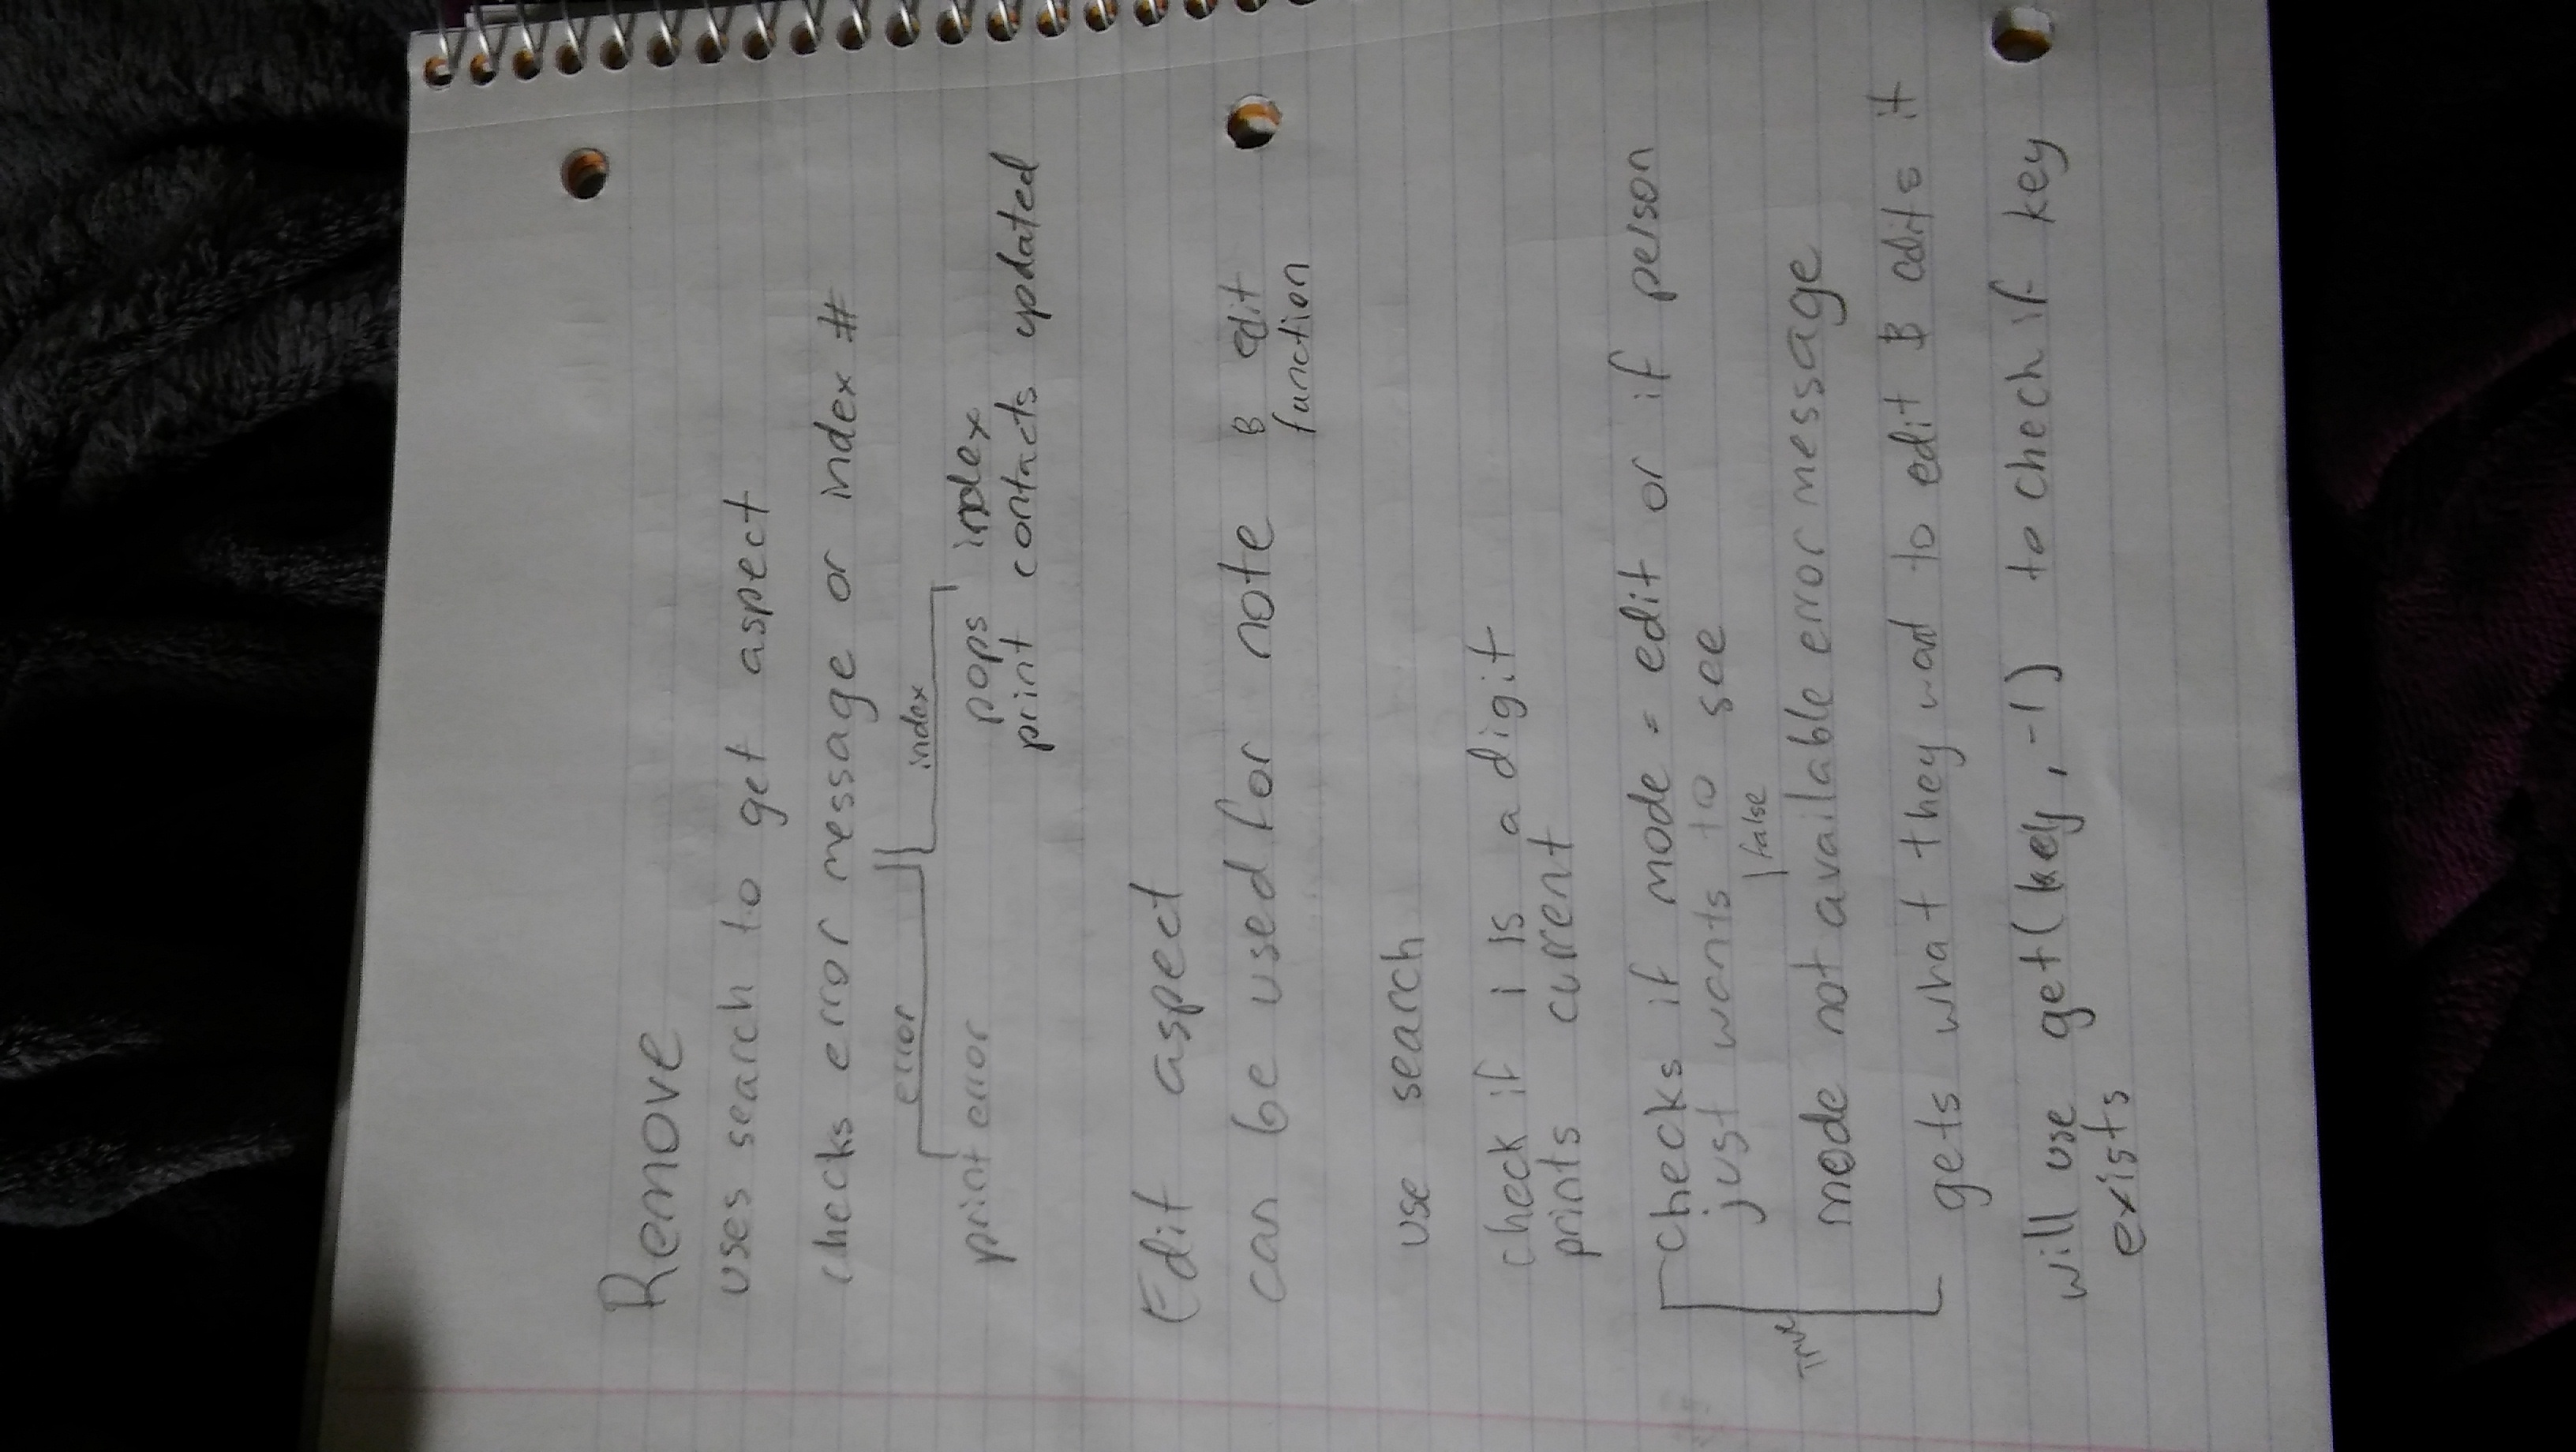 Remove
uses search to get aspect
checks error message or index #
error index
print error pops index
print contacts updated
Edit aspect
can be used for note & edit
function
use search
check if i is a digit
prints current
checks if mode = edit or if person
just wants to see
false
True
mode not available error message
gets what they want to edit & edits it
will use get(key, -1) to check if key
exists